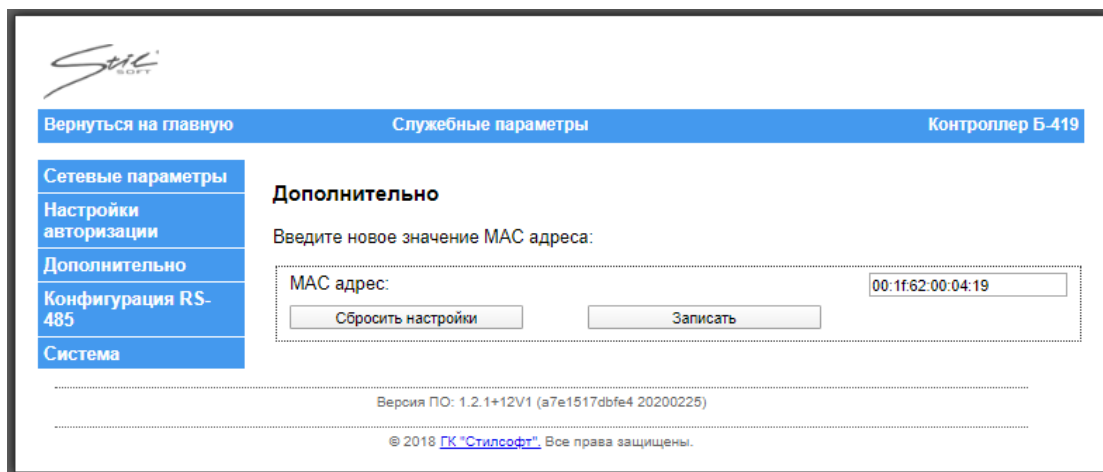 Stil
SOFT
Вернуться на главную Служебные параметры Контроллер Б-419
Сетевые параметры
Настройки
авторизации
Дополнительно
Конфигурация RS-
485
Система
Дополнительно
Введите новое значение МАС адреса:
МАС адрес: 00:1f:62:00:04:19
Сбросить настройки Записать
Версия ПО: 1.2.1+12V1 (a7e1517dbfe4 20200225)
© 2018 ГК "Стилсофт". Все права защищены.